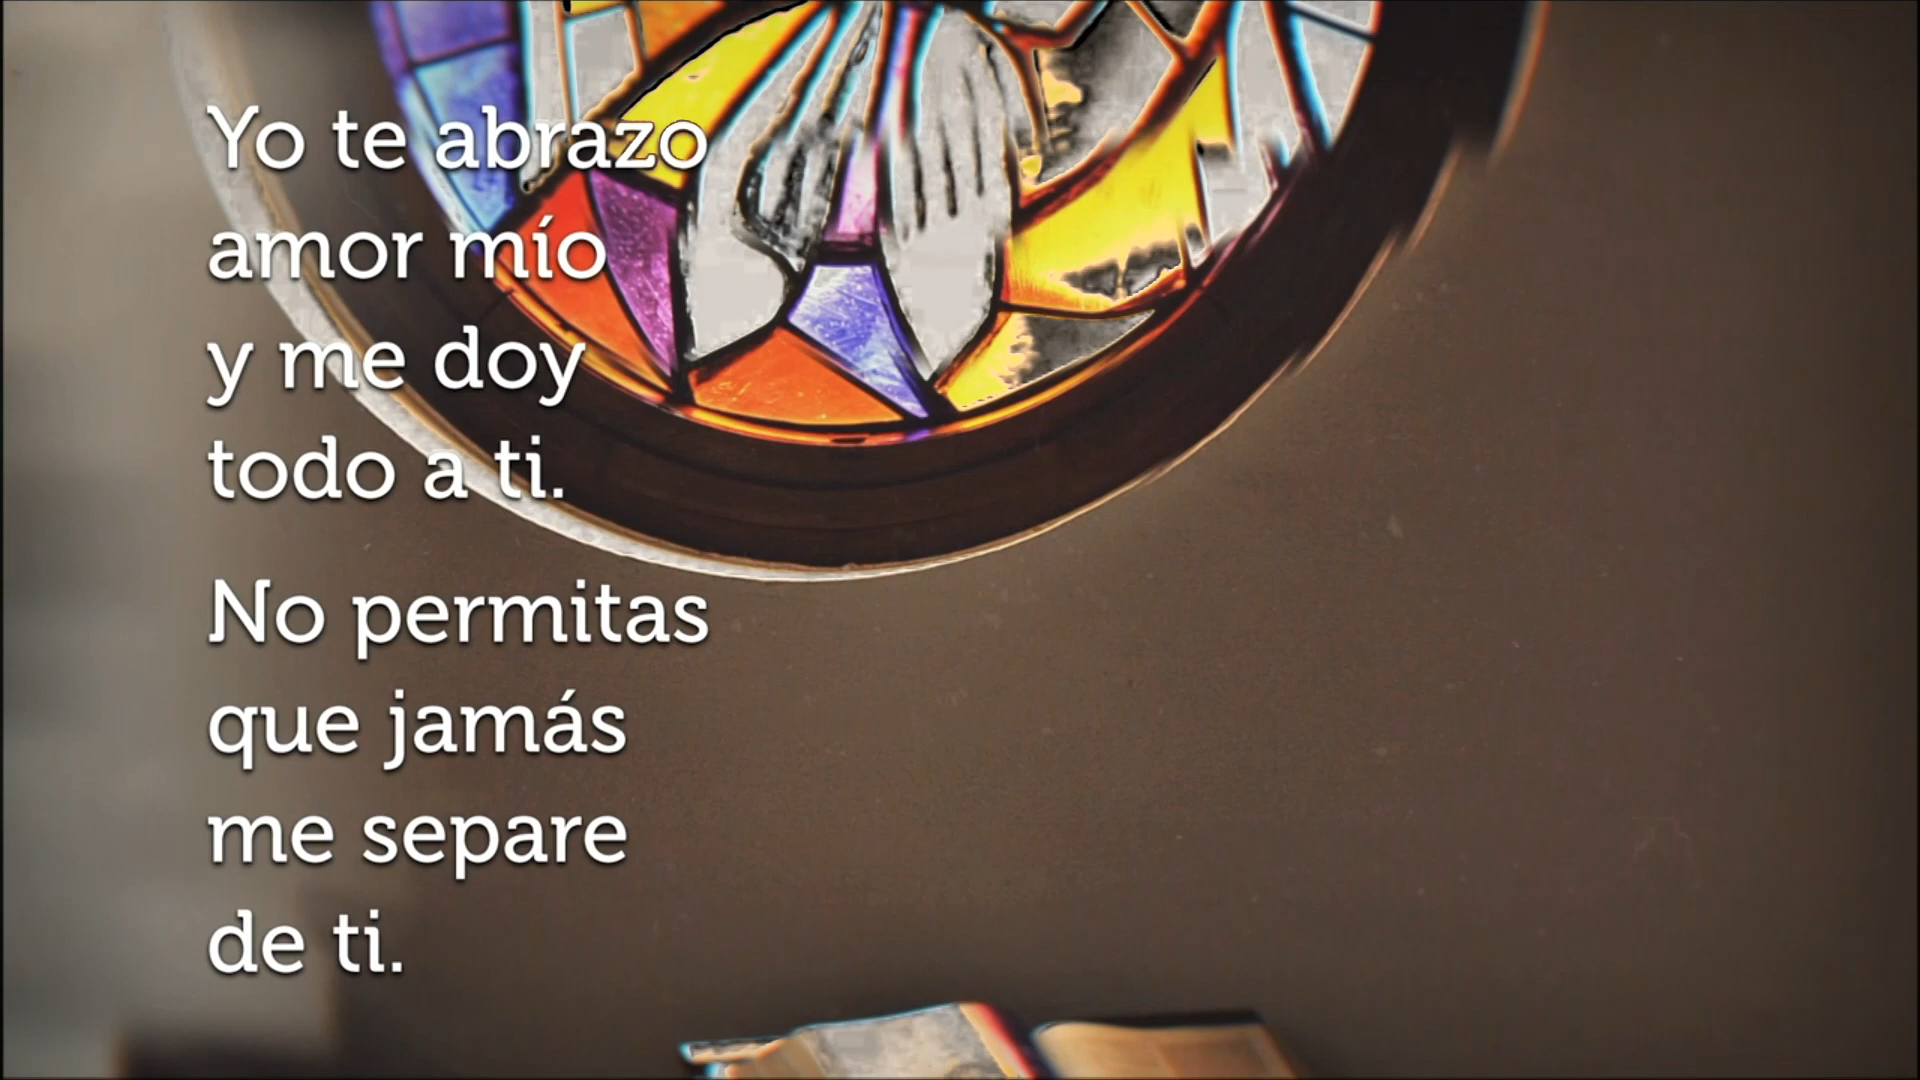 Yo te abrazo
amor mío
y me doy
todo a ti.
No permitas
que jamás
me separe
de ti.